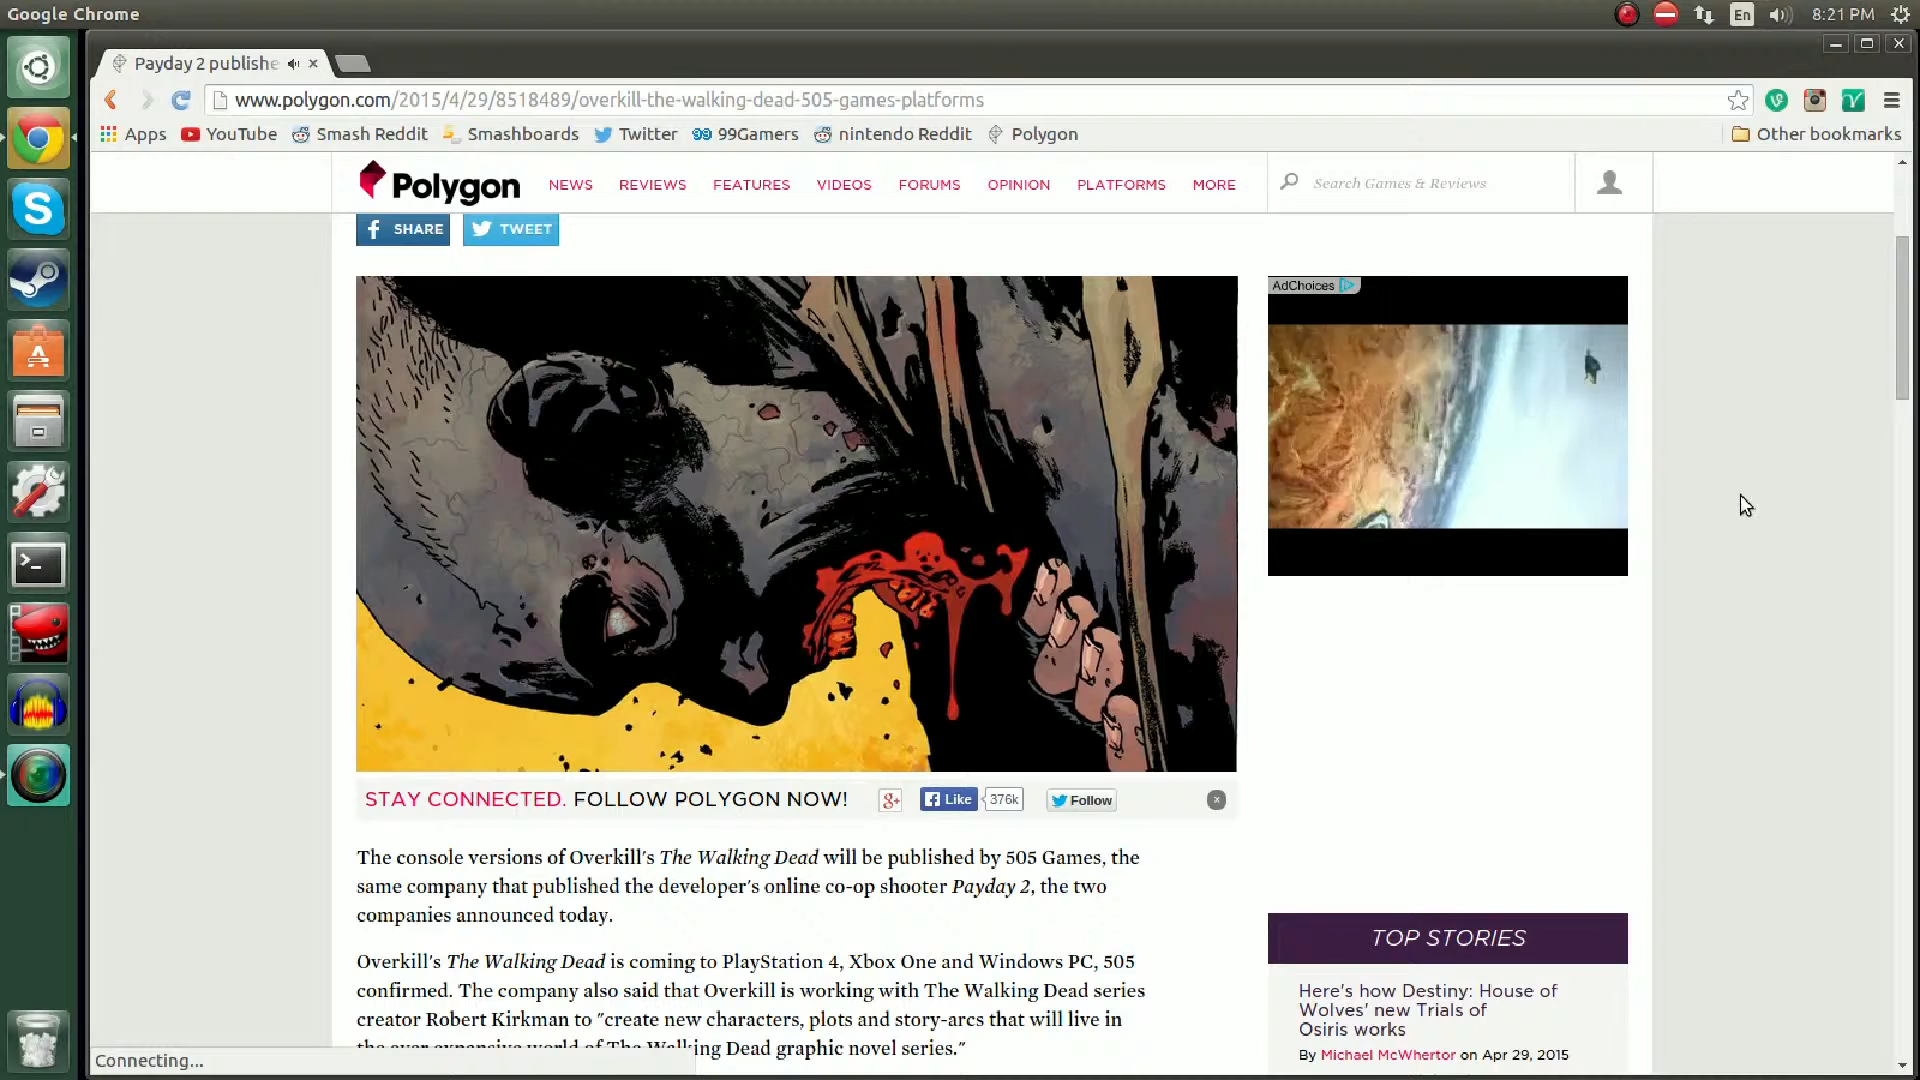 Google Chrome
En
8:21 PM
Payday 2 publishe
www.polygon.com/2015/4/29/8518489/overkill-the-walking-dead-505-games-platforms
Apps YouTube Smash Reddit Smashboards Twitter 99Gamers nintendo Reddit Polygon Other bookmarks
Polygon
NEWS REVIEWS FEATURES VIDEOS FORUMS OPINION PLATFORMS MORE
Search Games & Reviews
SHARE TWEET
AdChoices
STAY CONNECTED. FOLLOW POLYGON NOW!
g+ Like 376k Follow
The console versions of Overkill's The Walking Dead will be published by 505 Games, the
same company that published the developer's online co-op shooter Payday 2, the two
companies announced today.
Overkill's The Walking Dead is coming to PlayStation 4, Xbox One and Windows PC, 505
confirmed. The company also said that Overkill is working with The Walking Dead series
creator Robert Kirkman to "create new characters, plots and story-arcs that will live in
the ever expansive world of The Walking Dead graphic novel series."
TOP STORIES
Here's how Destiny: House of
Wolves' new Trials of
Osiris works
By Michael McWhertor on Apr 29, 2015
Connecting...